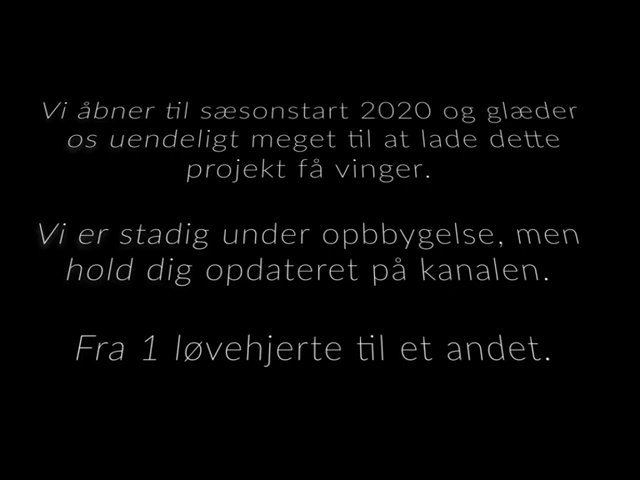 Vi åbner til sæsonstart 2020 og glæder
os uendeligt meget til at lade dette
projekt få vinger.
Vi er stadig under opbbygelse, men
hold dig opdateret på kanalen.
Fra 1 løvehjerte til et andet.